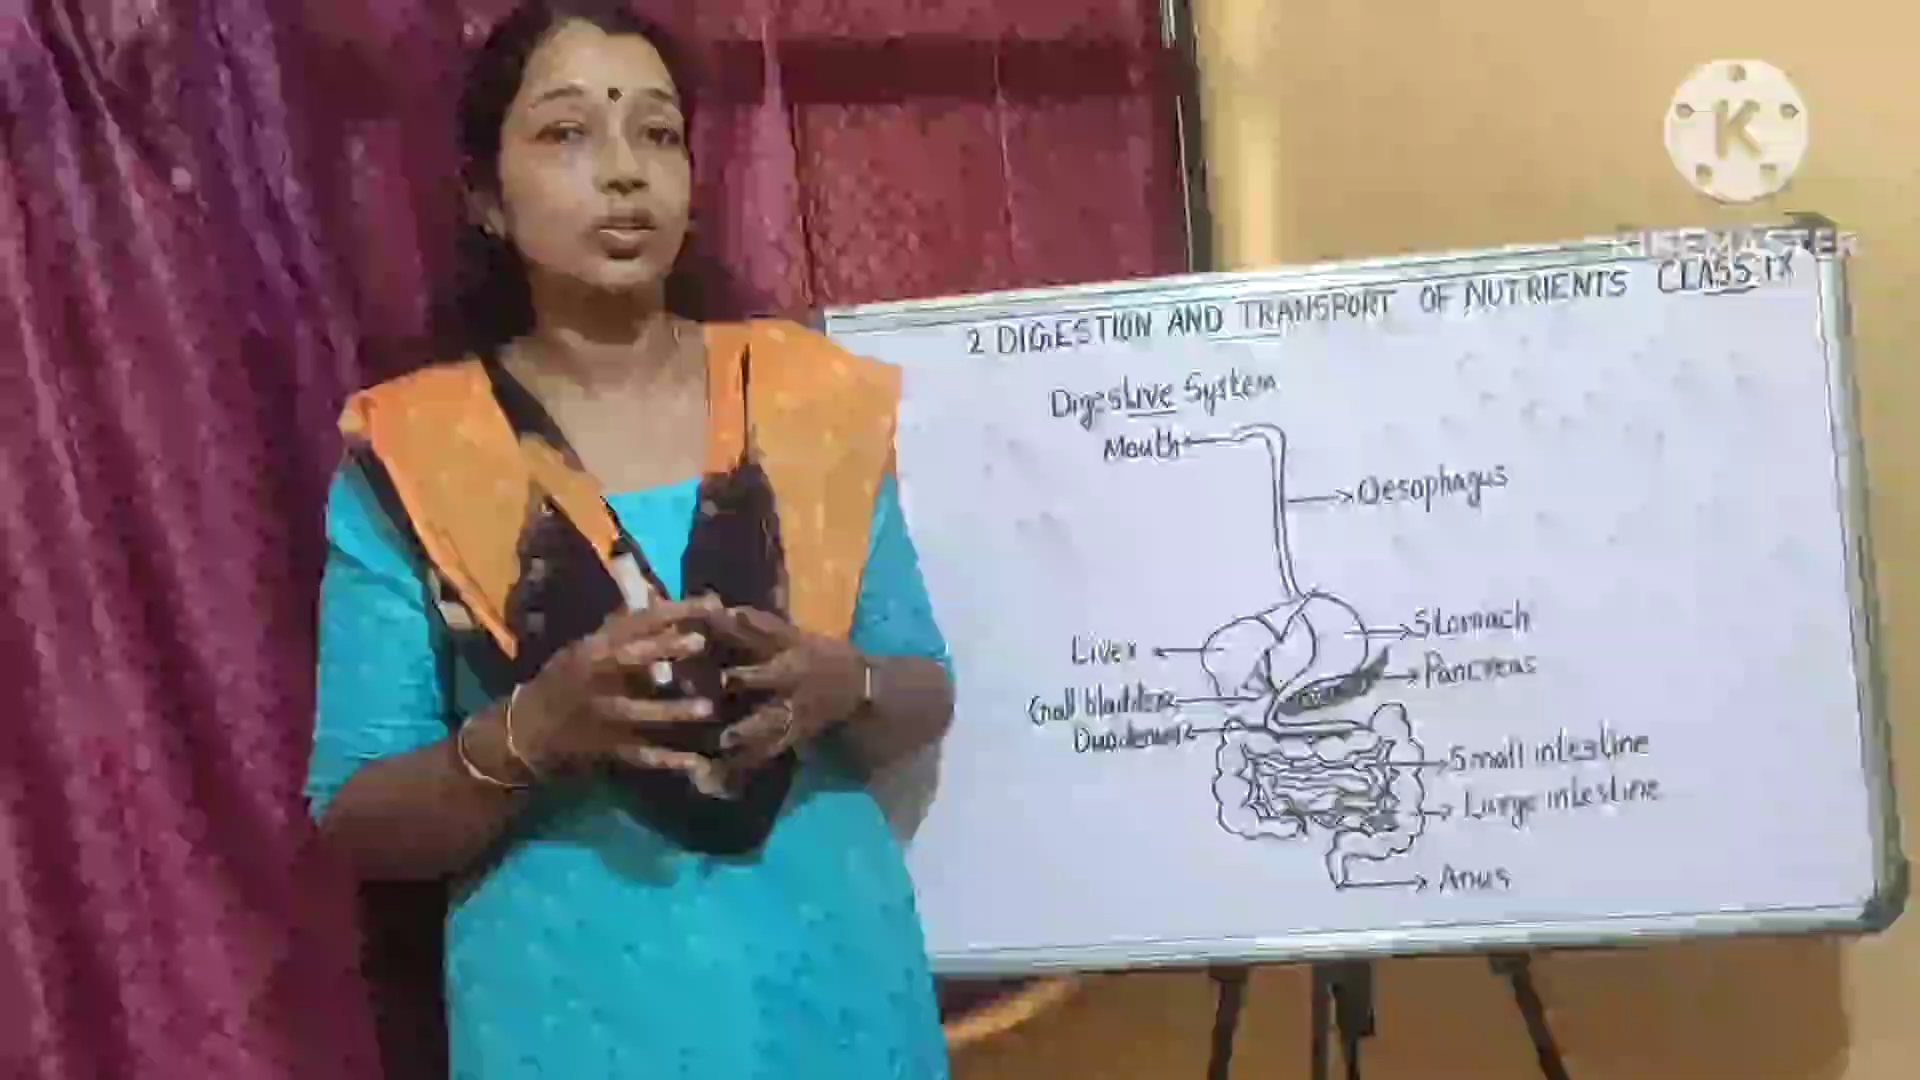 K
KINEMASTER
2 DIGESTION AND TRANSPORT OF NUTRIENTS CLASS IX
Digestive System
Mouth
Oesophagus
Stomach
Liver
Pancreas
Gall bladder
Duodenum
Small intestine
Large intestine
Anus